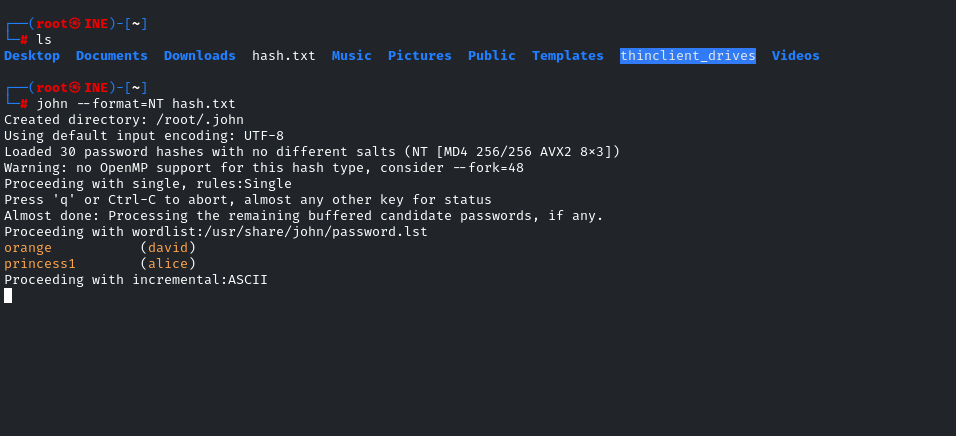 ┌──(root㉿INE)-[~]
└─# ls
Desktop  Documents  Downloads  hash.txt  Music  Pictures  Public  Templates  thinclient_drives  Videos
┌──(root㉿INE)-[~]
└─# john --format=NT hash.txt
Created directory: /root/.john
Using default input encoding: UTF-8
Loaded 30 password hashes with no different salts (NT [MD4 256/256 AVX2 8x3])
Warning: no OpenMP support for this hash type, consider --fork=48
Proceeding with single, rules:Single
Press 'q' or Ctrl-C to abort, almost any other key for status
Almost done: Processing the remaining buffered candidate passwords, if any.
Proceeding with wordlist:/usr/share/john/password.lst
orange           (david)
princess1        (alice)
Proceeding with incremental:ASCII